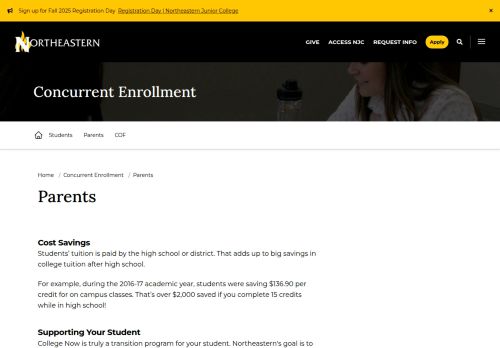 Sign up for Fall 2025 Registration Day Registration Day | Northeastern Junior College ×
NORTHEASTERN GIVE ACCESS NJC REQUEST INFO Apply
Concurrent Enrollment
Students Parents COF
Home / Concurrent Enrollment / Parents
Parents
Cost Savings
Students' tuition is paid by the high school or district. That adds up to big savings in
college tuition after high school.
For example, during the 2016-17 academic year, students were saving $136.90 per
credit for on campus classes. That's over $2,000 saved if you complete 15 credits
while in high school!
Supporting Your Student
College Now is truly a transition program for your student. Northeastern's goal is to